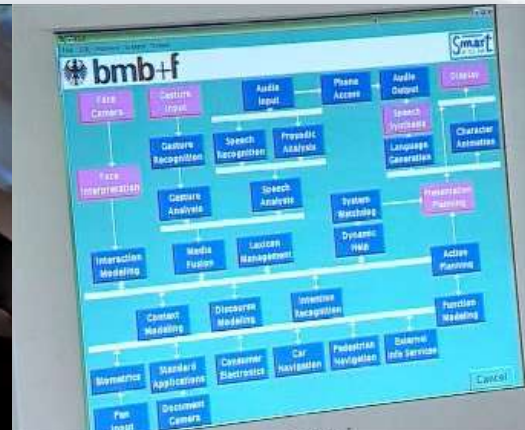 bmb+f
Smart
Face
Camera
Gesture
Input
Audio
Input
Phone
Access
Audio
Output
Display
Gesture
Recognition
Speech
Recognition
Prosodic
Analysis
Speech
Synthesis
Language
Generation
Character
Animation
Face
Interpretation
Gesture
Analysis
Speech
Analysis
System
Watchdog
Presentation
Planning
Interaction
Modeling
Media
Fusion
Lexicon
Management
Dynamic
Help
Action
Planning
Context
Modeling
Discourse
Modeling
Intention
Recognition
Function
Modeling
Biometrics
Standard
Applications
Consumer
Electronics
Car
Navigation
Pedestrian
Navigation
External
Info Services
Pen
Input
Document
Camera
Cancel